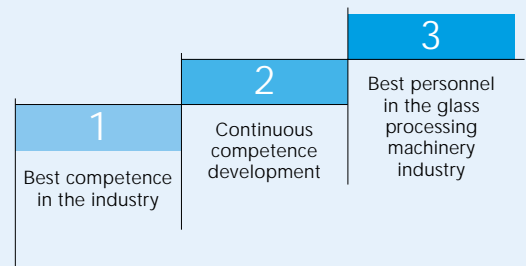 1
Best competence
in the industry
2
Continuous
competence
development
3
Best personnel
in the glass
processing
machinery
industry